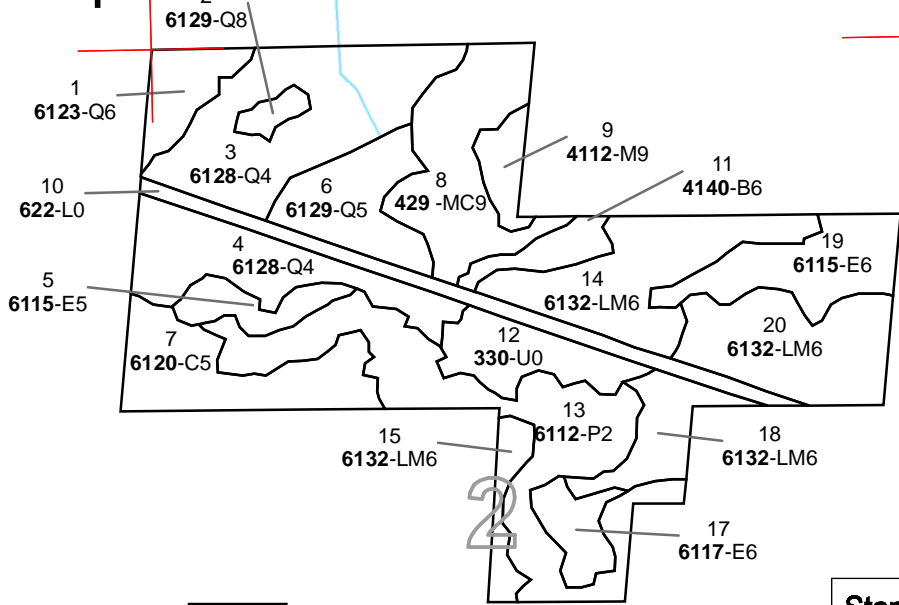 6129-Q8
1
6123-Q6
3
6128-Q4
9
4112-M9
10
622-L0
6
6129-Q5
8
429 -MC9
11
4140-B6
4
6128-Q4
19
6115-E6
5
6115-E5
14
6132-LM6
7
6120-C5
12
330-U0
20
6132-LM6
13
6112-P2
15
6132-LM6
18
6132-LM6
2
17
6117-E6